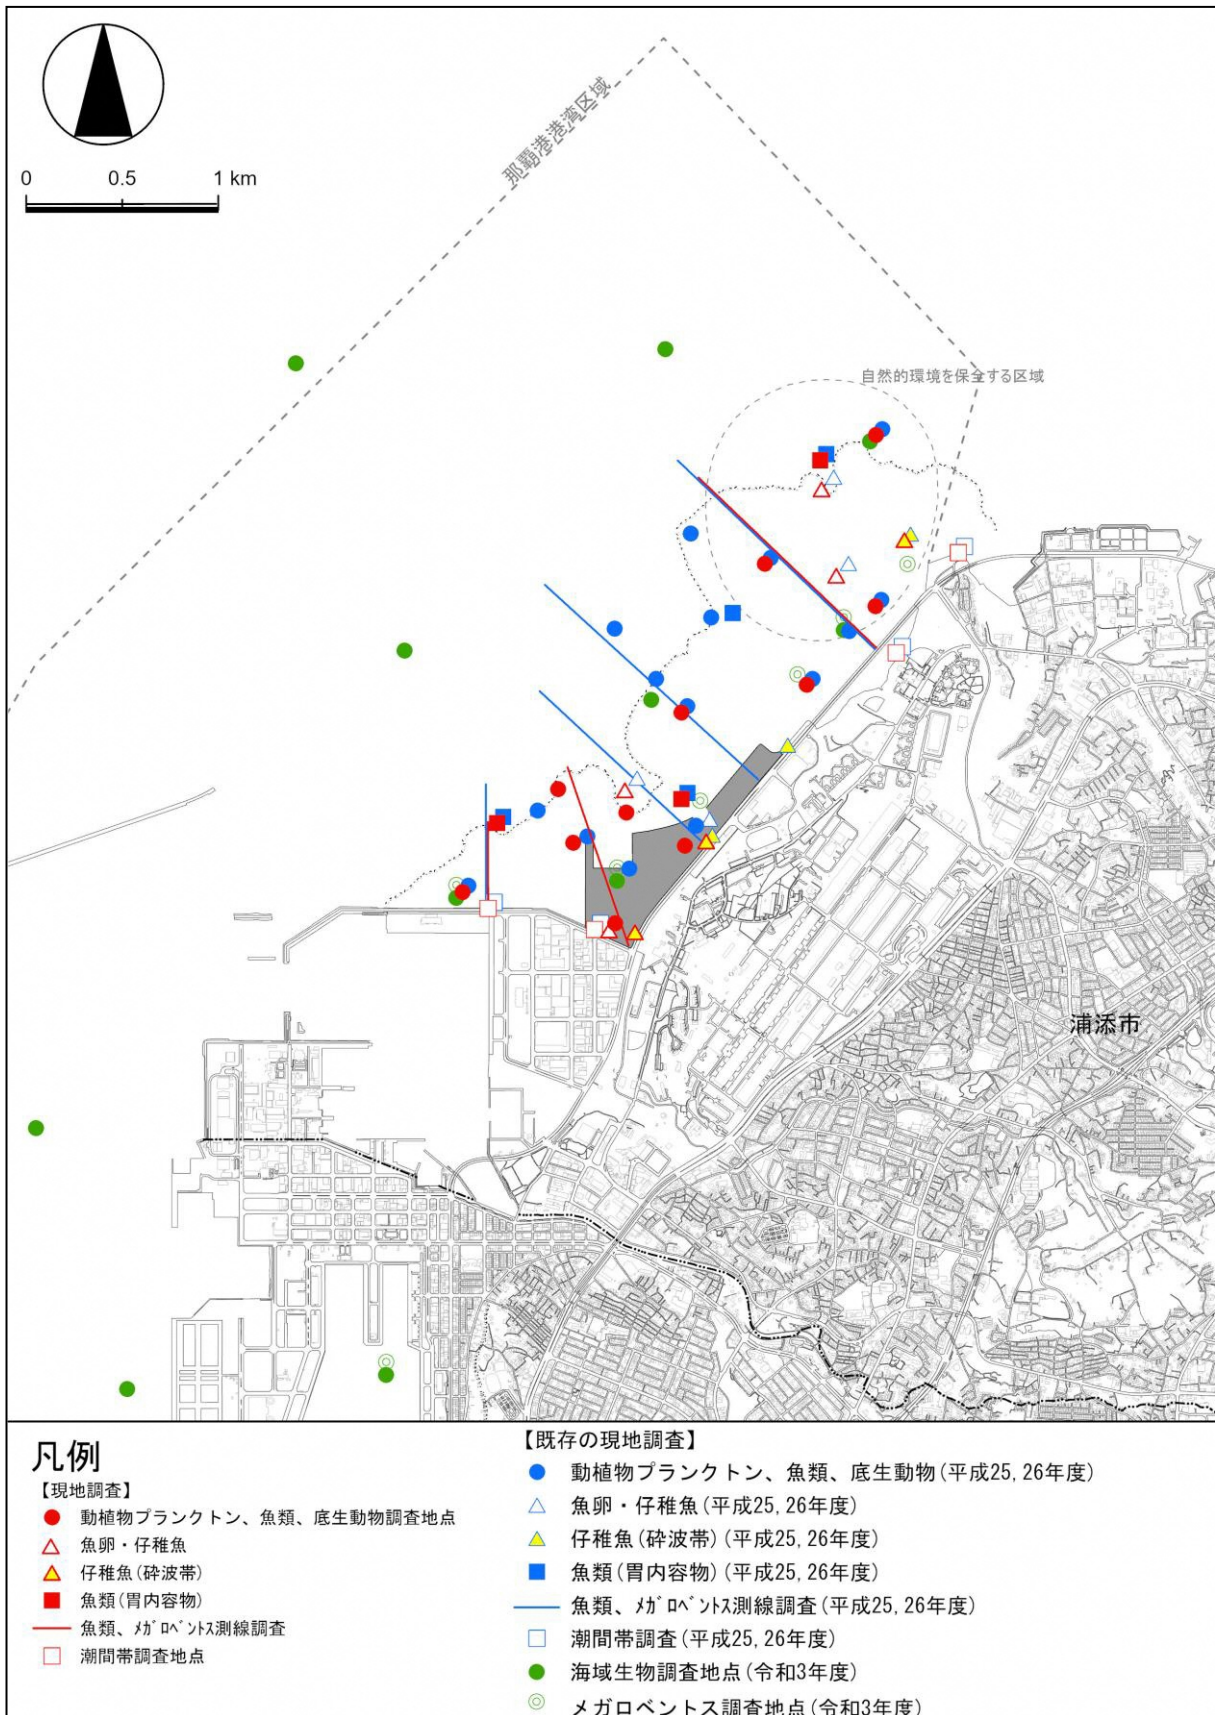 0 0.5 1 km
那覇港港湾区域
自然的環境を保全する区域
浦添市
凡例
【現地調査】
動植物プランクトン、魚類、底生動物調査地点
魚卵・仔稚魚
仔稚魚(砕波帯)
魚類(胃内容物)
魚類、ﾒｶﾞﾛﾍﾞﾝﾄｽ測線調査
潮間帯調査地点
【既存の現地調査】
動植物プランクトン、魚類、底生動物(平成25,26年度)
魚卵・仔稚魚(平成25,26年度)
仔稚魚(砕波帯)(平成25,26年度)
魚類(胃内容物)(平成25,26年度)
魚類、ﾒｶﾞﾛﾍﾞﾝﾄｽ測線調査(平成25,26年度)
潮間帯調査(平成25,26年度)
海域生物調査地点(令和3年度)
メガロベントス調査地点(令和3年度)